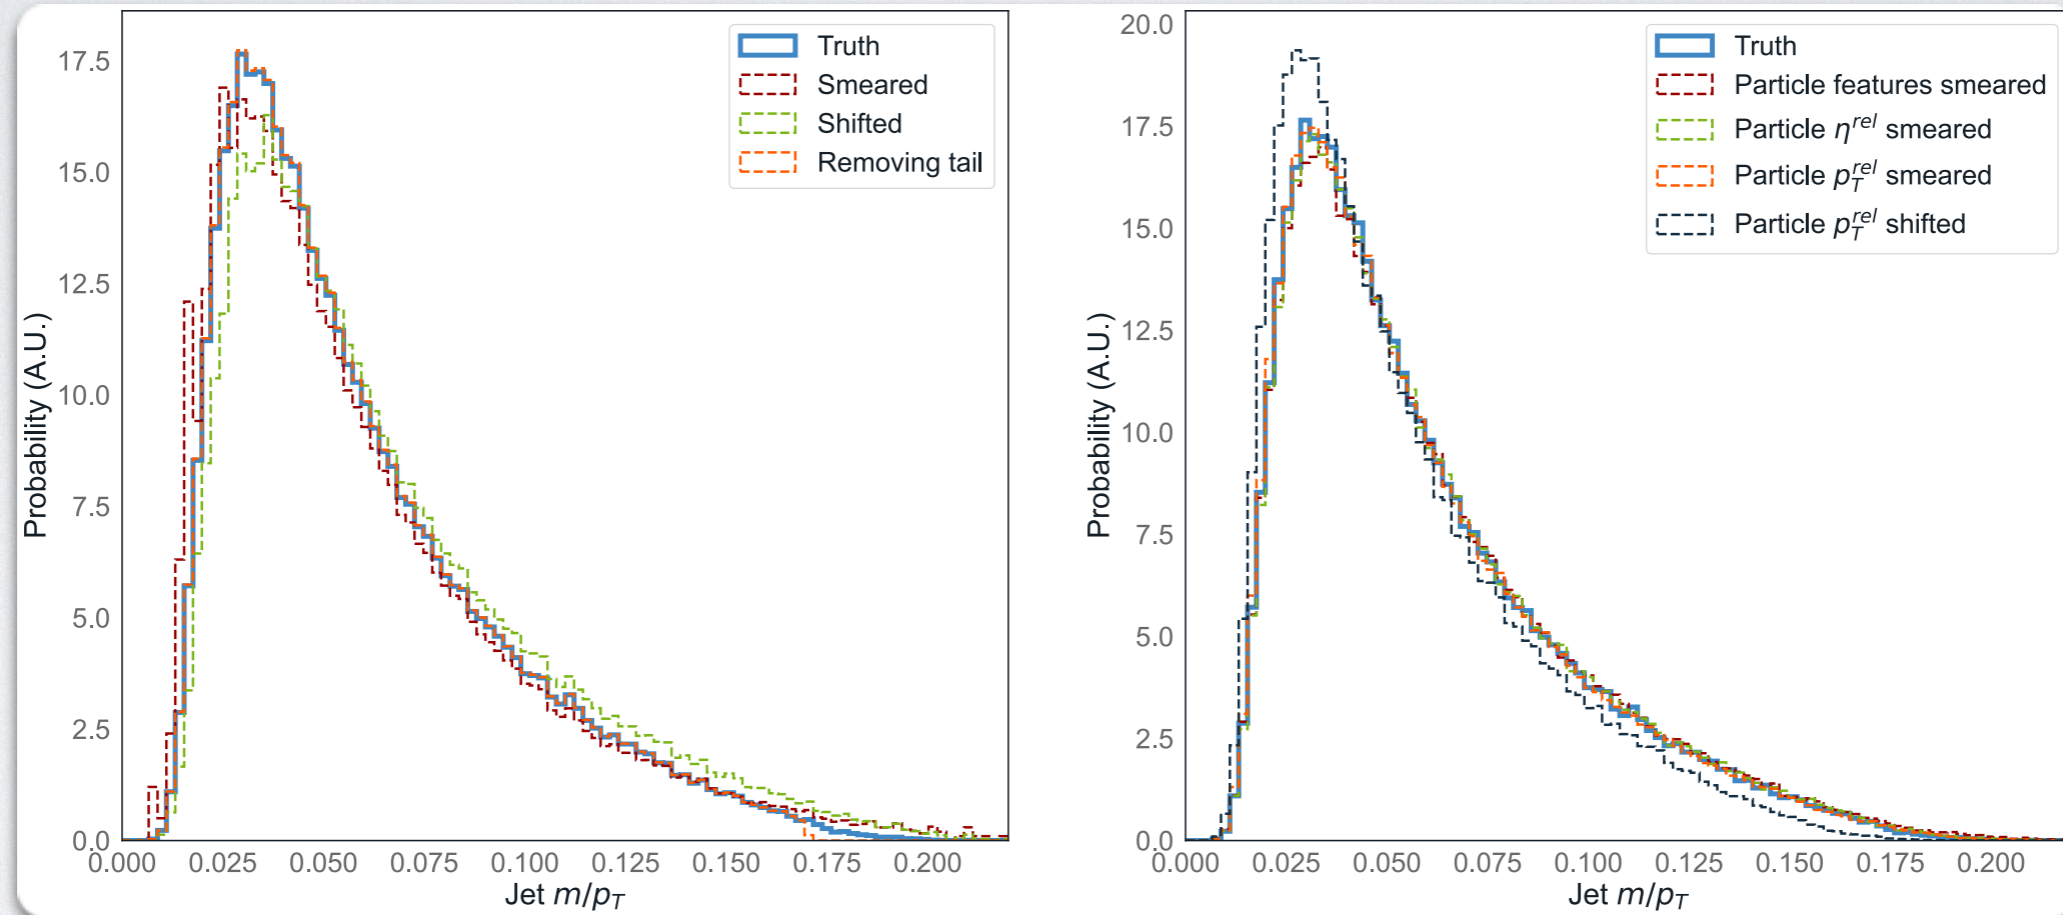 17.5
15.0
12.5
10.0
7.5
5.0
2.5
0.0
Probability (A.U.)
Truth
Smeared
Shifted
Removing tail
0.000 0.025 0.050 0.075 0.100 0.125 0.150 0.175 0.200
Jet m/p_T
20.0
17.5
15.0
12.5
10.0
7.5
5.0
2.5
0.0
Probability (A.U.)
Truth
Particle features smeared
Particle η^rel smeared
Particle p_T^rel smeared
Particle p_T^rel shifted
0.000 0.025 0.050 0.075 0.100 0.125 0.150 0.175 0.200
Jet m/p_T